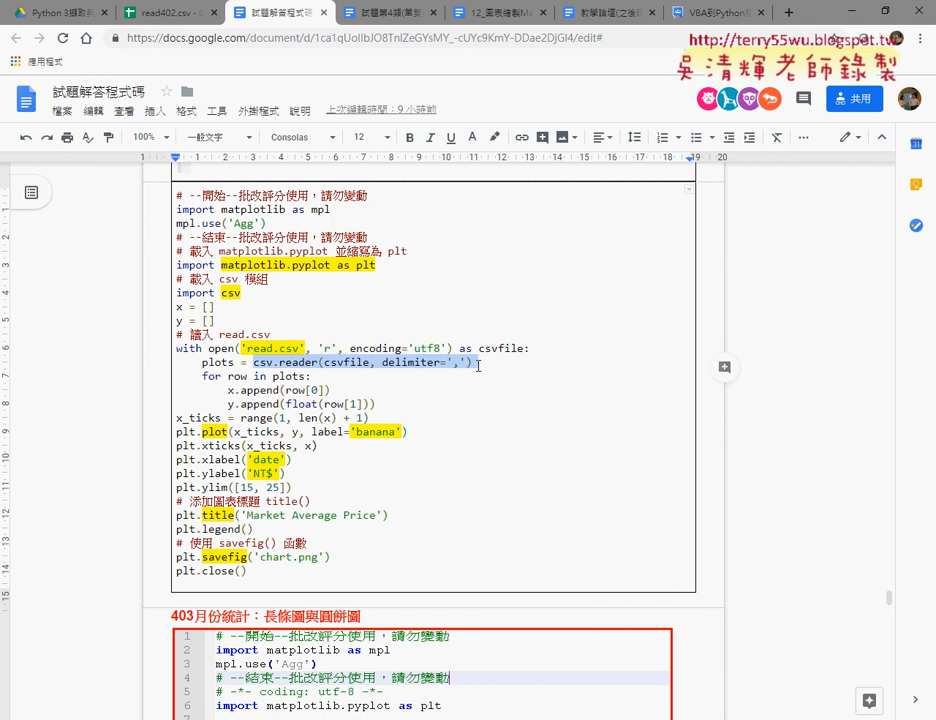 Python 3擷取
read402.csv - G
試題解答程式碼
試題第4類(單
12_圖表繪製M
教學論壇(之後
VBA到Python
https://docs.google.com/document/d/1ca1qUoIlbJO8TnIZeGYsMY_-cUYc9KmY-DDae2DjGI4/edit#
http://terry55wu.blogspot.tw
吳清輝老師錄製
應用程式
試題解答程式碼
檔案 編輯 查看 插入 格式 工具 外掛程式 說明 上次編輯時間：9 小時前
共用
100% 一般文字 Consolas 12 B I U A
# --開始--批改評分使用，請勿變動
import matplotlib as mpl
mpl.use('Agg')
# --結束--批改評分使用，請勿變動
# 載入 matplotlib.pyplot 並縮寫為 plt
import matplotlib.pyplot as plt
# 載入 csv 模組
import csv
x = []
y = []
# 讀入 read.csv
with open('read.csv', 'r', encoding='utf8') as csvfile:
plots = csv.reader(csvfile, delimiter=',')
for row in plots:
x.append(row[0])
y.append(float(row[1]))
x_ticks = range(1, len(x) + 1)
plt.plot(x_ticks, y, label='banana')
plt.xticks(x_ticks, x)
plt.xlabel('date')
plt.ylabel('NT$')
plt.ylim([15, 25])
# 添加圖表標題 title()
plt.title('Market Average Price')
plt.legend()
# 使用 savefig() 函數
plt.savefig('chart.png')
plt.close()
403月份統計：長條圖與圓餅圖
1 # --開始--批改評分使用，請勿變動
2 import matplotlib as mpl
3 mpl.use('Agg')
4 # --結束--批改評分使用，請勿變動
5 # -*- coding: utf-8 -*-
6 import matplotlib.pyplot as plt
7